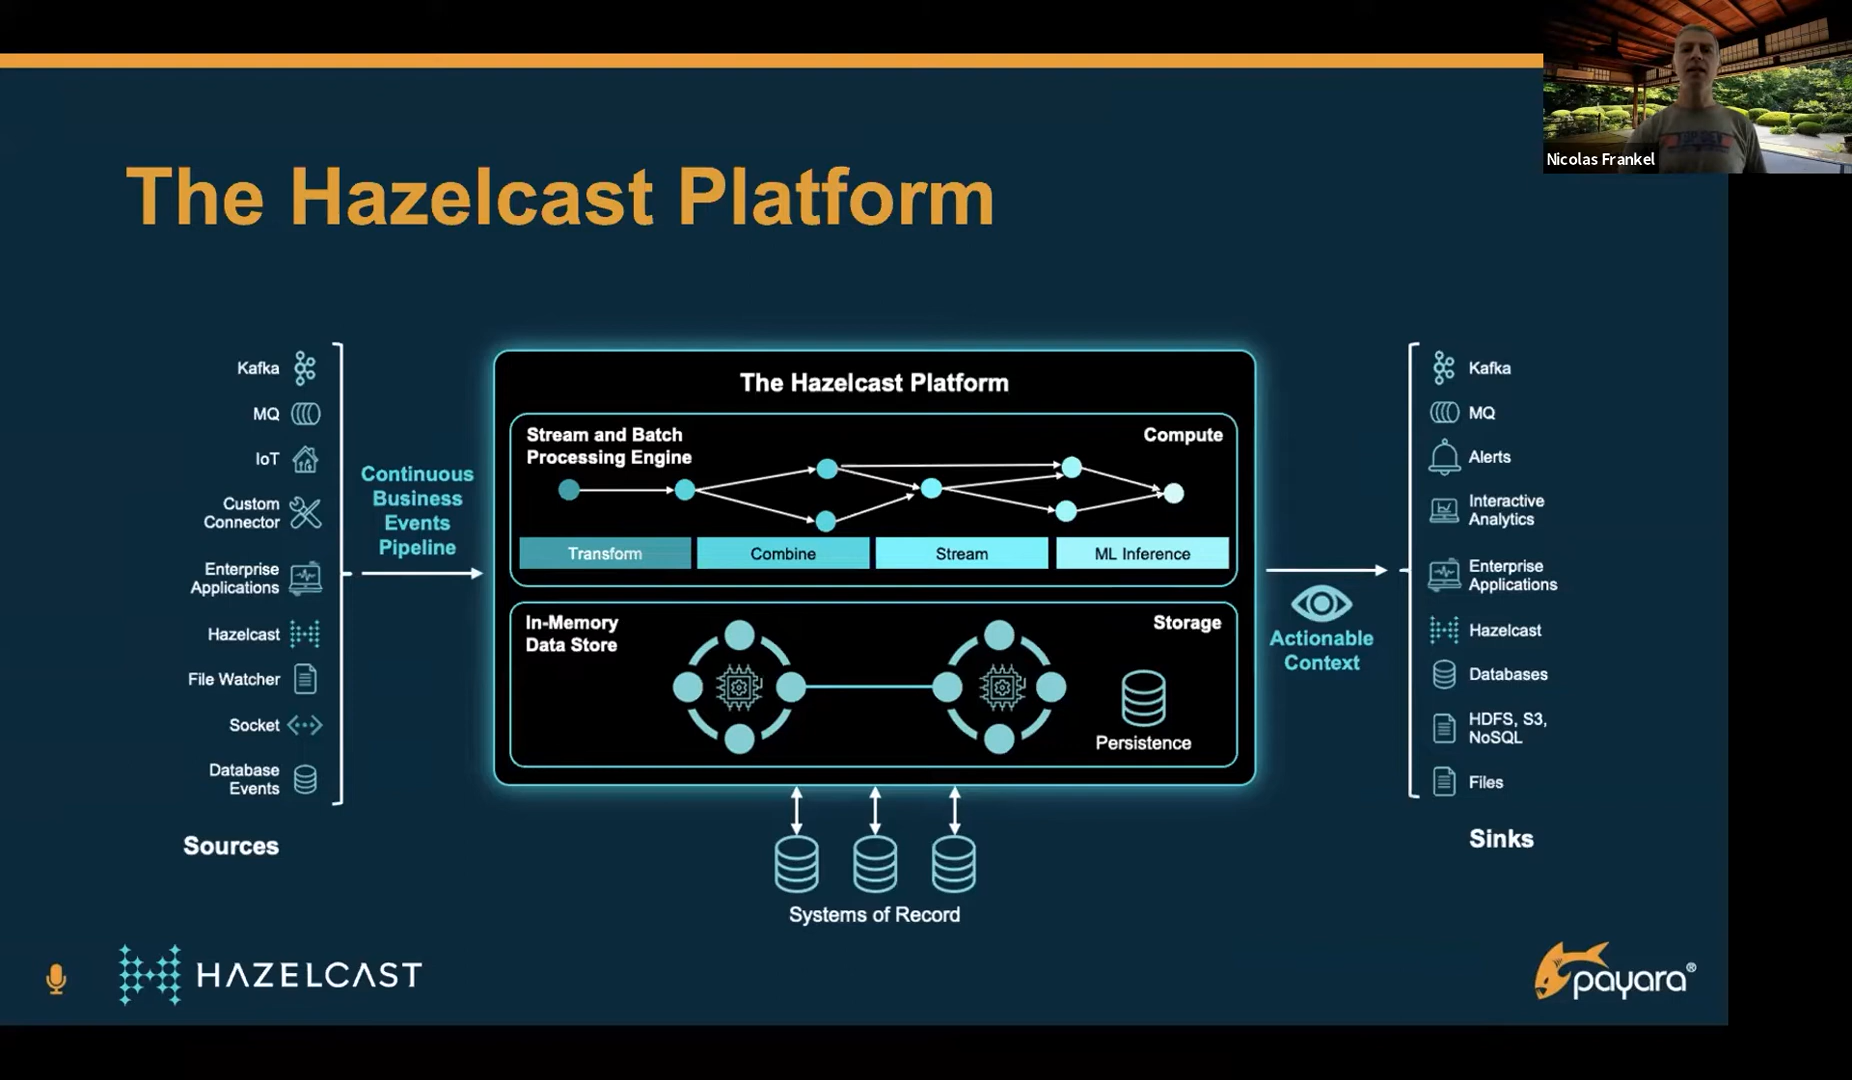 Nicolas Frankel
The Hazelcast Platform
Kafka
MQ
IoT
Custom
Connector
Enterprise
Applications
Hazelcast
File Watcher
Socket
Database
Events
Sources
Continuous
Business
Events
Pipeline
The Hazelcast Platform
Stream and Batch
Processing Engine
Compute
Transform
Combine
Stream
ML Inference
In-Memory
Data Store
Storage
Persistence
Systems of Record
Actionable
Context
Kafka
MQ
Alerts
Interactive
Analytics
Enterprise
Applications
Hazelcast
Databases
HDFS, S3,
NoSQL
Files
Sinks
HAZELCAST
payara®